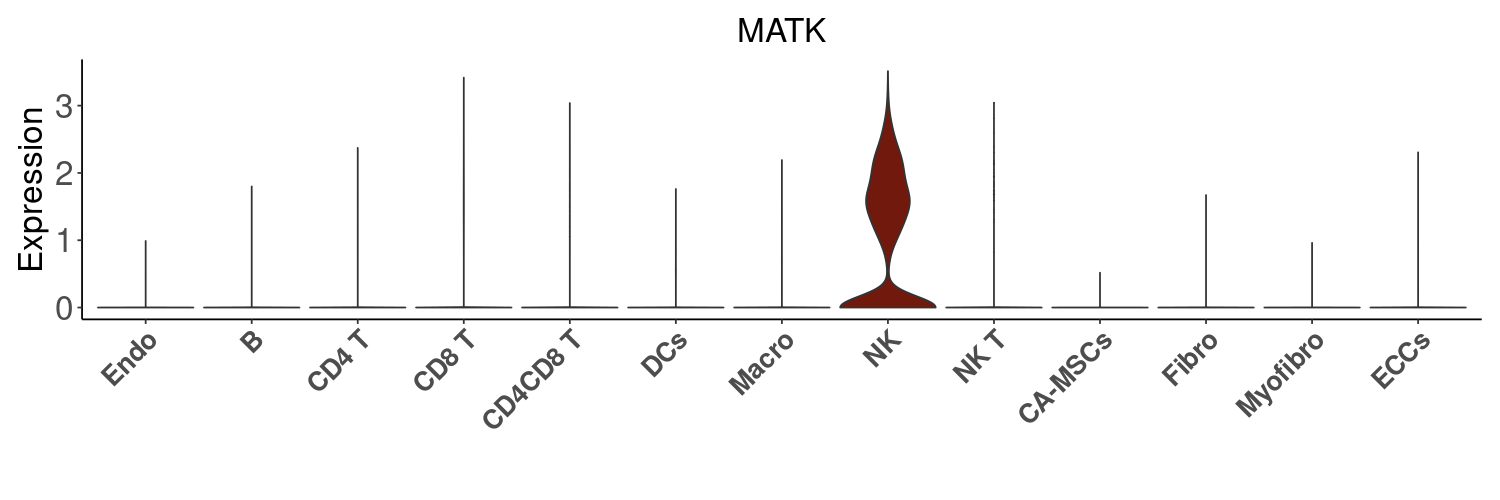 MATK
Expression
3
2
1
0
Endo
B
CD4 T
CD8 T
CD4CD8 T
DCs
Macro
NK
NK T
CA-MSCs
Fibro
Myofibro
ECCs